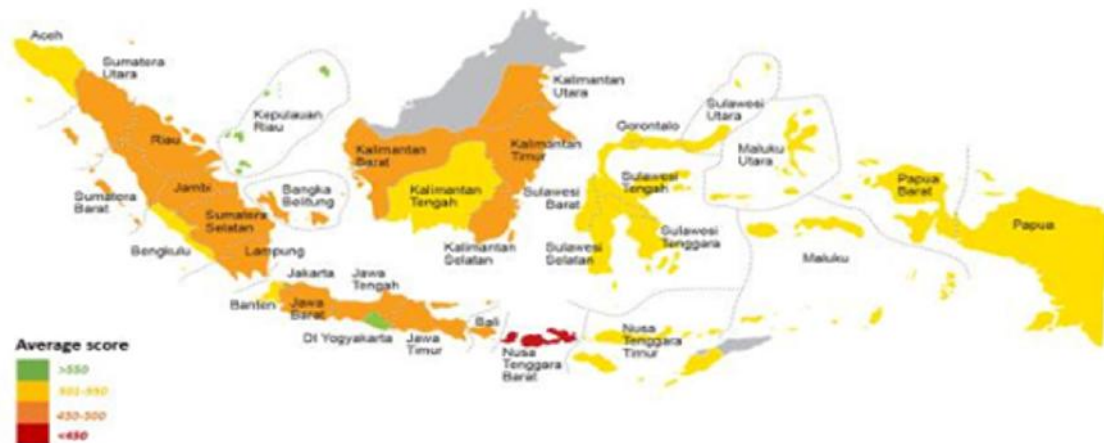 Aceh
Sumatera
Utara
Kepulauan
Riau
Riau
Sumatera
Barat
Jambi
Bangka
Belitung
Sumatera
Selatan
Bengkulu
Lampung
Kalimantan
Utara
Kalimantan
Barat
Kalimantan
Timur
Kalimantan
Tengah
Kalimantan
Selatan
Gorontalo
Sulawesi
Utara
Maluku
Utara
Sulawesi
Tengah
Sulawesi
Barat
Sulawesi
Tenggara
Sulawesi
Selatan
Papua
Barat
Papua
Maluku
Jakarta
Jawa
Tengah
Banten
Jawa
Barat
DI Yogyakarta
Jawa
Timur
Bali
Nusa
Tenggara
Barat
Nusa
Tenggara
Timur
Average score
>550
450-500
<450